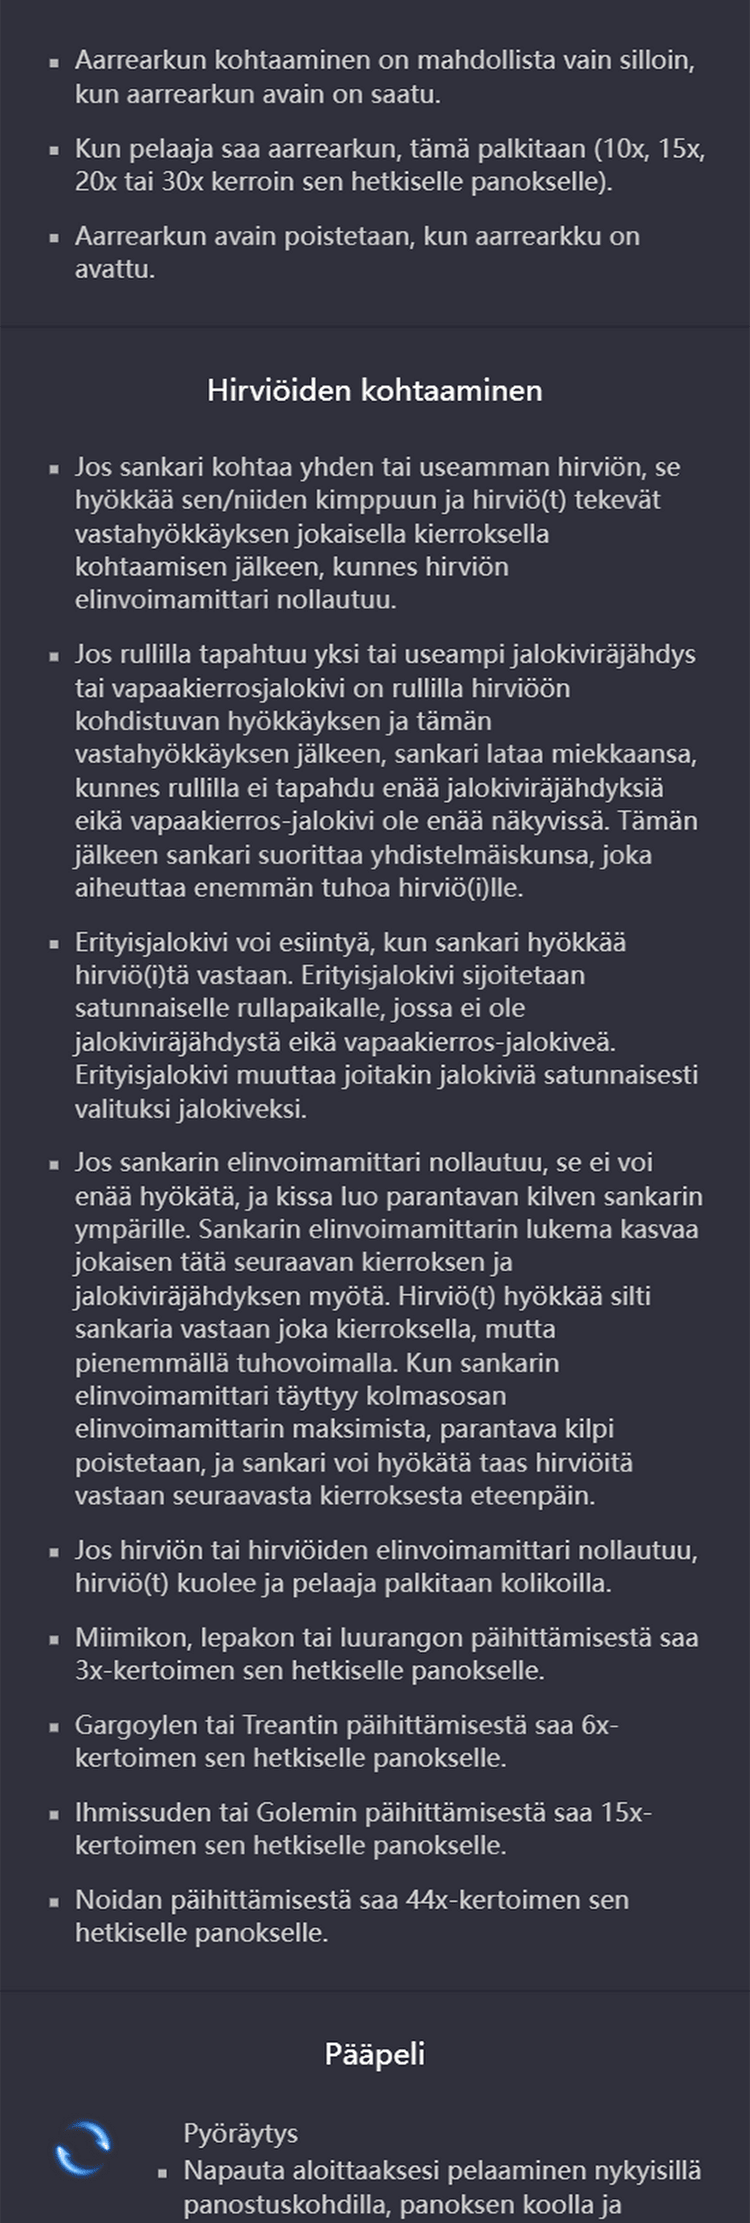 Aarrearkun kohtaaminen on mahdollista vain silloin,
kun aarrearkun avain on saatu.
Kun pelaaja saa aarrearkun, tämä palkitaan (10x, 15x,
20x tai 30x kerroin sen hetkiselle panokselle).
Aarrearkun avain poistetaan, kun aarrearkku on
avattu.
Hirviöiden kohtaaminen
Jos sankari kohtaa yhden tai useamman hirviön, se
hyökkää sen/niiden kimppuun ja hirviö(t) tekevät
vastahyökkäyksen jokaisella kierroksella
kohtaamisen jälkeen, kunnes hirviön
elinvoimamittari nollautuu.
Jos rullilla tapahtuu yksi tai useampi jalokiviräjähdys
tai vapaakierrosjalokivi on rullilla hirviöön
kohdistuvan hyökkäyksen ja tämän
vastahyökkäyksen jälkeen, sankari lataa miekkaansa,
kunnes rullilla ei tapahdu enää jalokiviräjähdyksiä
eikä vapaakierros-jalokivi ole enää näkyvissä. Tämän
jälkeen sankari suorittaa yhdistelmäiskunsa, joka
aiheuttaa enemmän tuhoa hirviö(i)lle.
Erityisjalokivi voi esiintyä, kun sankari hyökkää
hirviö(i)tä vastaan. Erityisjalokivi sijoitetaan
satunnaiselle rullapaikalle, jossa ei ole
jalokiviräjähdystä eikä vapaakierros-jalokiveä.
Erityisjalokivi muuttaa joitakin jalokiviä satunnaisesti
valituksi jalokiveksi.
Jos sankarin elinvoimamittari nollautuu, se ei voi
enää hyökätä, ja kissa luo parantavan kilven sankarin
ympärille. Sankarin elinvoimamittarin lukema kasvaa
jokaisen tätä seuraavan kierroksen ja
jalokiviräjähdyksen myötä. Hirviö(t) hyökkää silti
sankaria vastaan joka kierroksella, mutta
pienemmällä tuhovoimalla. Kun sankarin
elinvoimamittari täyttyy kolmasosan
elinvoimamittarin maksimista, parantava kilpi
poistetaan, ja sankari voi hyökätä taas hirviöitä
vastaan seuraavasta kierroksesta eteenpäin.
Jos hirviön tai hirviöiden elinvoimamittari nollautuu,
hirviö(t) kuolee ja pelaaja palkitaan kolikoilla.
Miimikon, lepakon tai luurangon päihittämisestä saa
3x-kertoimen sen hetkiselle panokselle.
Gargoylen tai Treantin päihittämisestä saa 6x-
kertoimen sen hetkiselle panokselle.
Ihmissuden tai Golemin päihittämisestä saa 15x-
kertoimen sen hetkiselle panokselle.
Noidan päihittämisestä saa 44x-kertoimen sen
hetkiselle panokselle.
Pääpeli
Pyöräytys
Napauta aloittaaksesi pelaaminen nykyisillä
panostuskohdilla, panoksen koolla ja